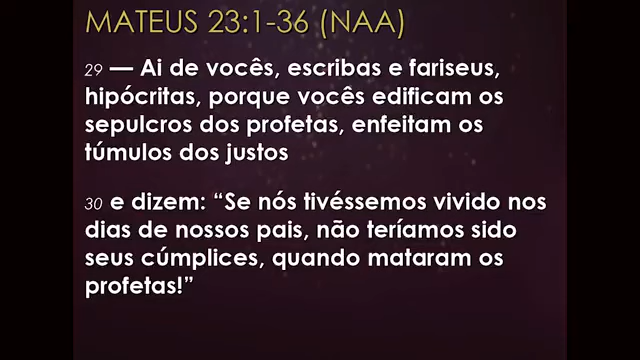 MATEUS 23:1-36 (NAA)
29 — Ai de vocês, escribas e fariseus,
hipócritas, porque vocês edificam os
sepulcros dos profetas, enfeitam os
túmulos dos justos
30 e dizem: “Se nós tivéssemos vivido nos
dias de nossos pais, não teríamos sido
seus cúmplices, quando mataram os
profetas!”